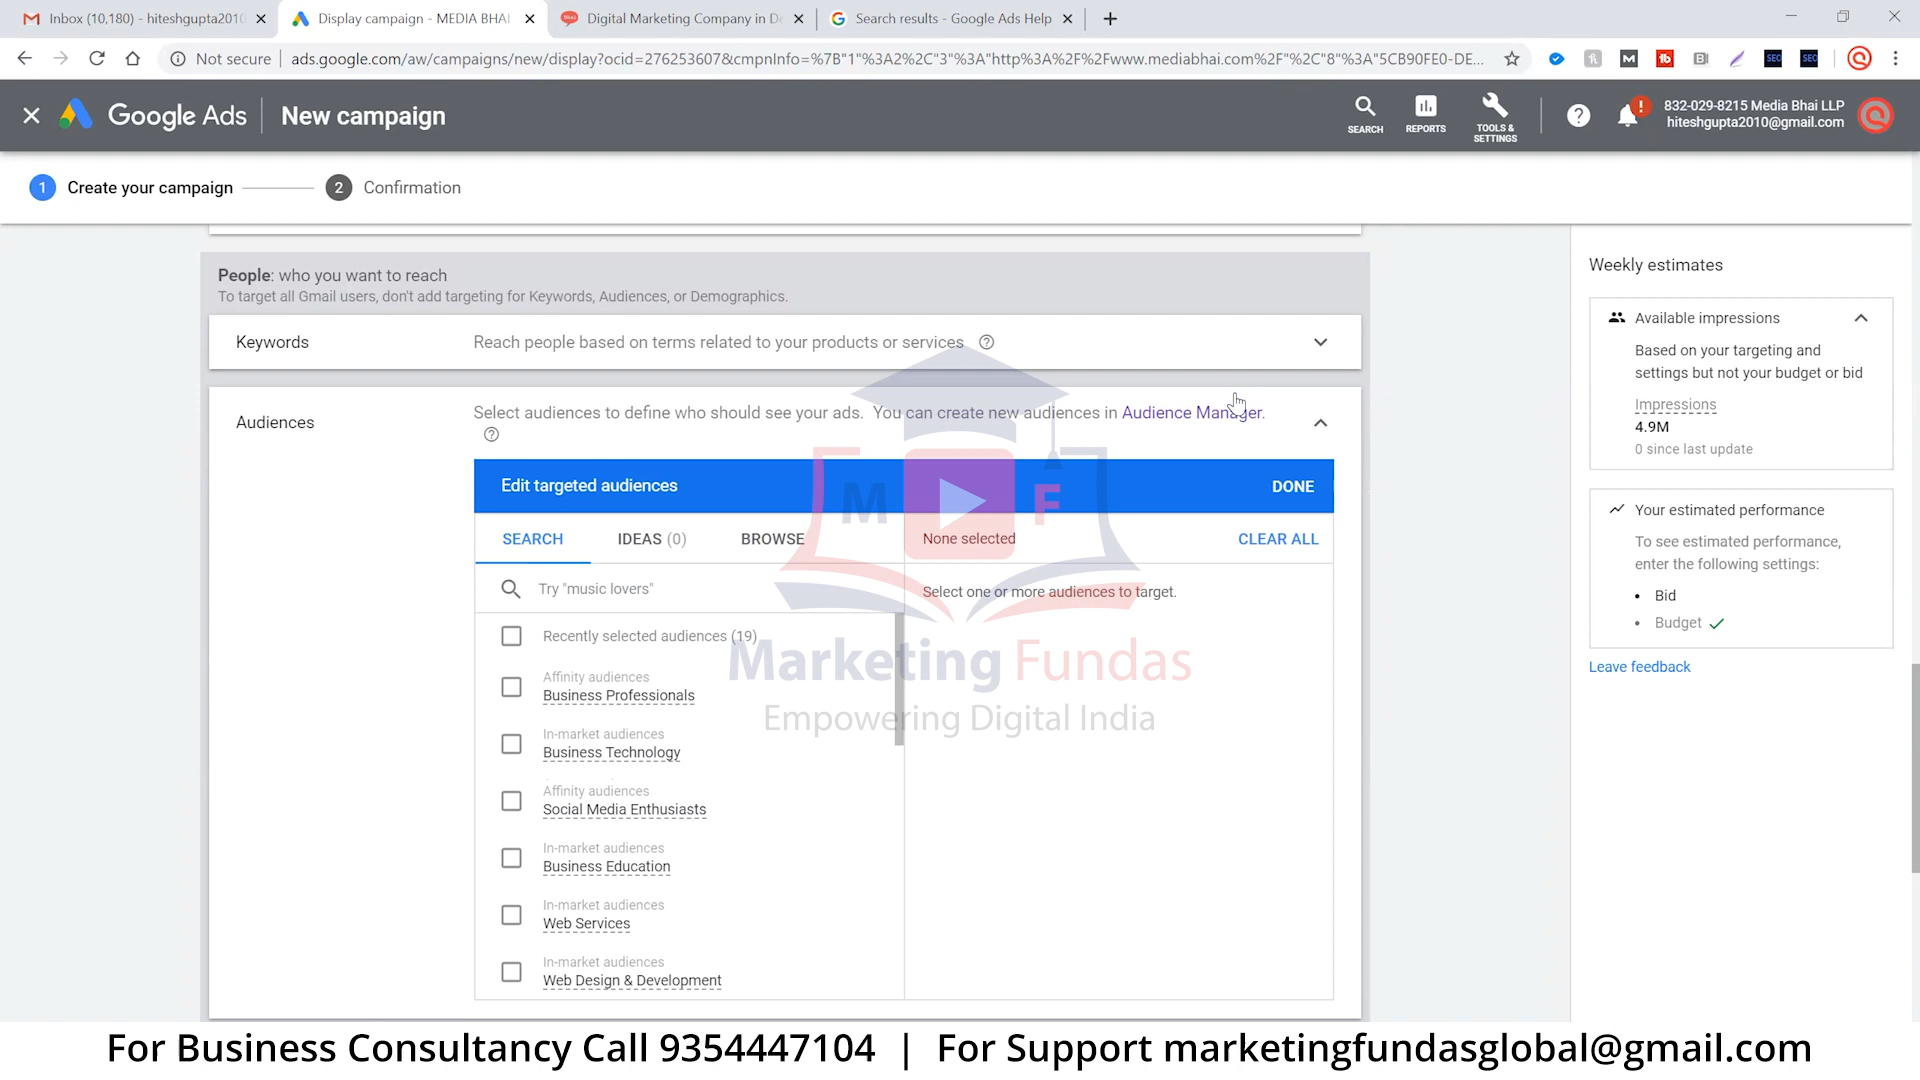 Inbox (10,180) - hiteshgupta2010
Display campaign - MEDIA BHAI
Digital Marketing Company in De
Search results - Google Ads Help
Not secure
ads.google.com/aw/campaigns/new/display?ocid=276253607&cmpnInfo=%7B"1"%3A2%2C"3"%3A"http%3A%2F%2Fwww.mediabhai.com%2F"%2C"8"%3A"5CB90FE0-DE...
Google Ads
New campaign
SEARCH
REPORTS
TOOLS &
SETTINGS
832-029-8215 Media Bhai LLP
hiteshgupta2010@gmail.com
1 Create your campaign
2 Confirmation
People: who you want to reach
To target all Gmail users, don't add targeting for Keywords, Audiences, or Demographics.
Keywords
Reach people based on terms related to your products or services
Audiences
Select audiences to define who should see your ads. You can create new audiences in Audience Manager.
Edit targeted audiences
DONE
SEARCH
IDEAS (0)
BROWSE
None selected
CLEAR ALL
Try "music lovers"
Select one or more audiences to target.
Recently selected audiences (19)
Affinity audiences
Business Professionals
In-market audiences
Business Technology
Affinity audiences
Social Media Enthusiasts
In-market audiences
Business Education
In-market audiences
Web Services
In-market audiences
Web Design & Development
Weekly estimates
Available impressions
Based on your targeting and
settings but not your budget or bid
Impressions
4.9M
0 since last update
Your estimated performance
To see estimated performance,
enter the following settings:
• Bid
• Budget
Leave feedback
M F
Marketing Fundas
Empowering Digital India
For Business Consultancy Call 9354447104 | For Support marketingfundasglobal@gmail.com